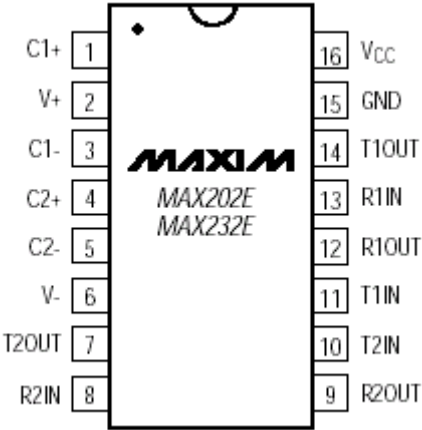 C1+ 1 16 VCC
V+ 2 15 GND
C1- 3 14 T1OUT
MAXIM
C2+ 4 MAX202E 13 R1IN
MAX232E
C2- 5 12 R1OUT
V- 6 11 T1IN
T2OUT 7 10 T2IN
R2IN 8 9 R2OUT